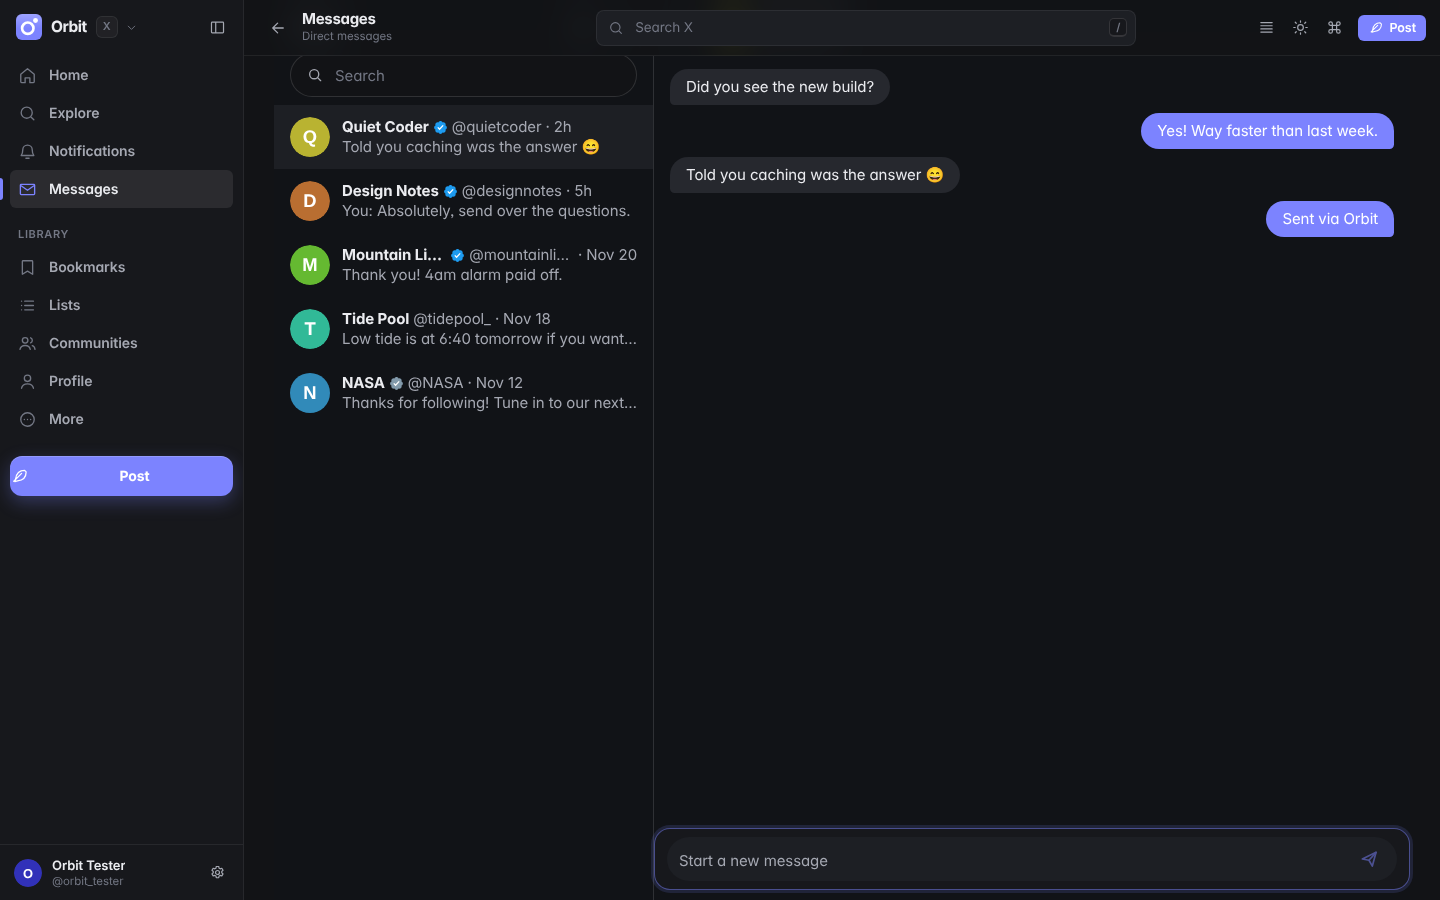 Orbit X
Home
Explore
Notifications
Messages
LIBRARY
Bookmarks
Lists
Communities
Profile
More
Post
O
Orbit Tester
@orbit_tester
Messages
Direct messages
Search X
/
Post
Search
Q
Quiet Coder @quietcoder · 2h
Told you caching was the answer 😄
D
Design Notes @designnotes · 5h
You: Absolutely, send over the questions.
M
Mountain Li... @mountainli... · Nov 20
Thank you! 4am alarm paid off.
T
Tide Pool @tidepool_ · Nov 18
Low tide is at 6:40 tomorrow if you want...
N
NASA @NASA · Nov 12
Thanks for following! Tune in to our next...
Did you see the new build?
Yes! Way faster than last week.
Told you caching was the answer 😄
Sent via Orbit
Start a new message